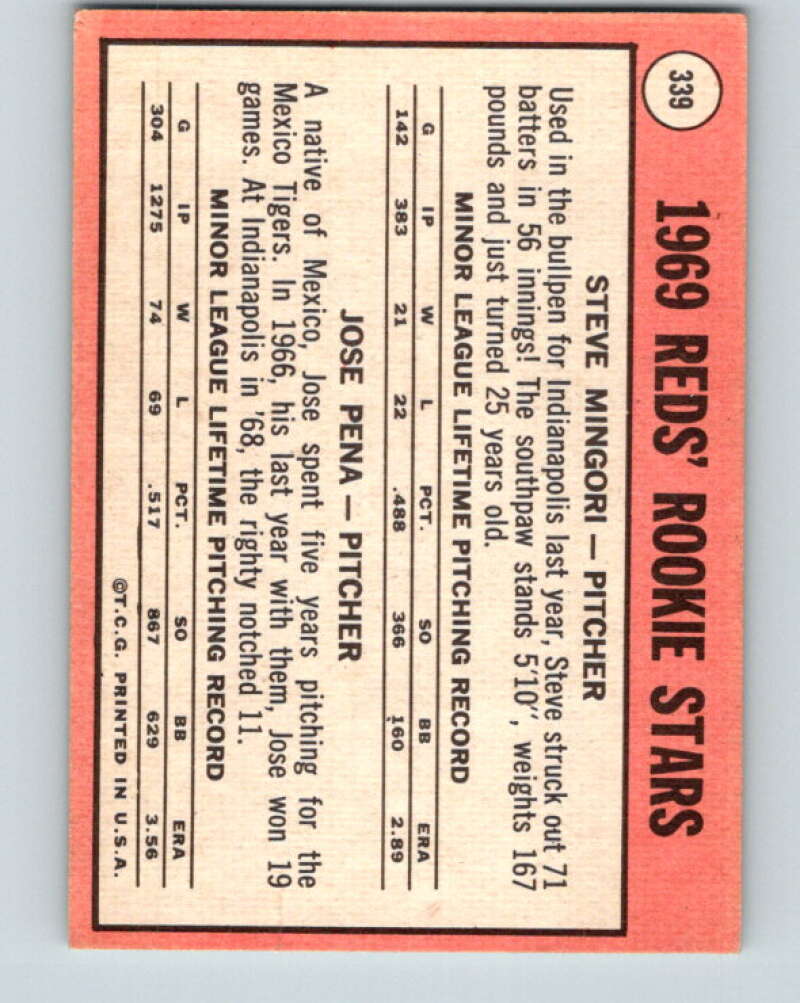 339
1969 REDS' ROOKIE STARS
STEVE MINGORI — PITCHER
Used in the bullpen for Indianapolis last year, Steve struck out 71
batters in 56 innings! The southpaw stands 5'10", weights 167
pounds and just turned 25 years old.
MINOR LEAGUE LIFETIME PITCHING RECORD
G IP W L PCT. SO BB ERA
142 383 21 22 .488 366 160 2.89
JOSE PENA — PITCHER
A native of Mexico, Jose spent five years pitching for the
Mexico Tigers. In 1966, his last year with them, Jose won 19
games. At Indianapolis in '68, the righty notched 11.
MINOR LEAGUE LIFETIME PITCHING RECORD
G IP W L PCT. SO BB ERA
304 1275 74 69 .517 867 629 3.56
©T.C.G. PRINTED IN U.S.A.